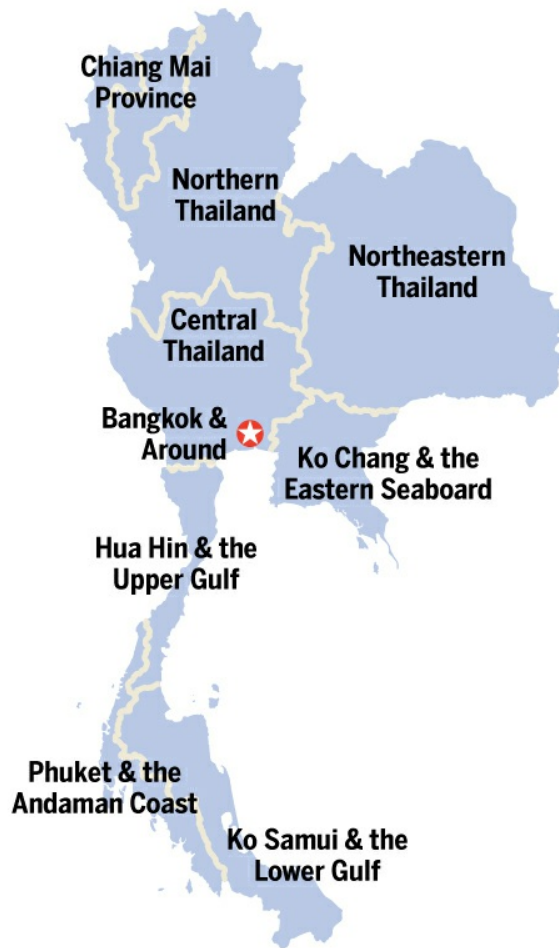 Chiang Mai
Province
Northern
Thailand
Northeastern
Thailand
Central
Thailand
Bangkok &
Around
Ko Chang & the
Eastern Seaboard
Hua Hin & the
Upper Gulf
Phuket & the
Andaman Coast
Ko Samui & the
Lower Gulf